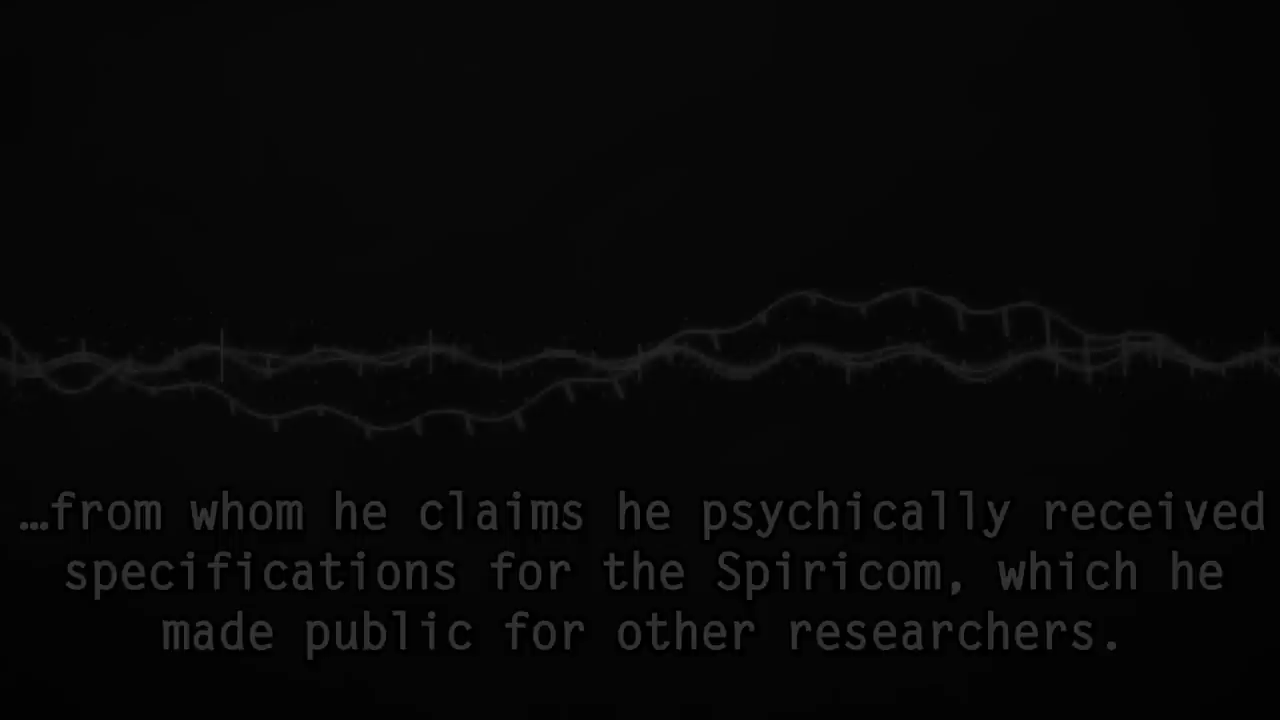 …from whom he claims he psychically received
specifications for the Spiricom, which he
made public for other researchers.